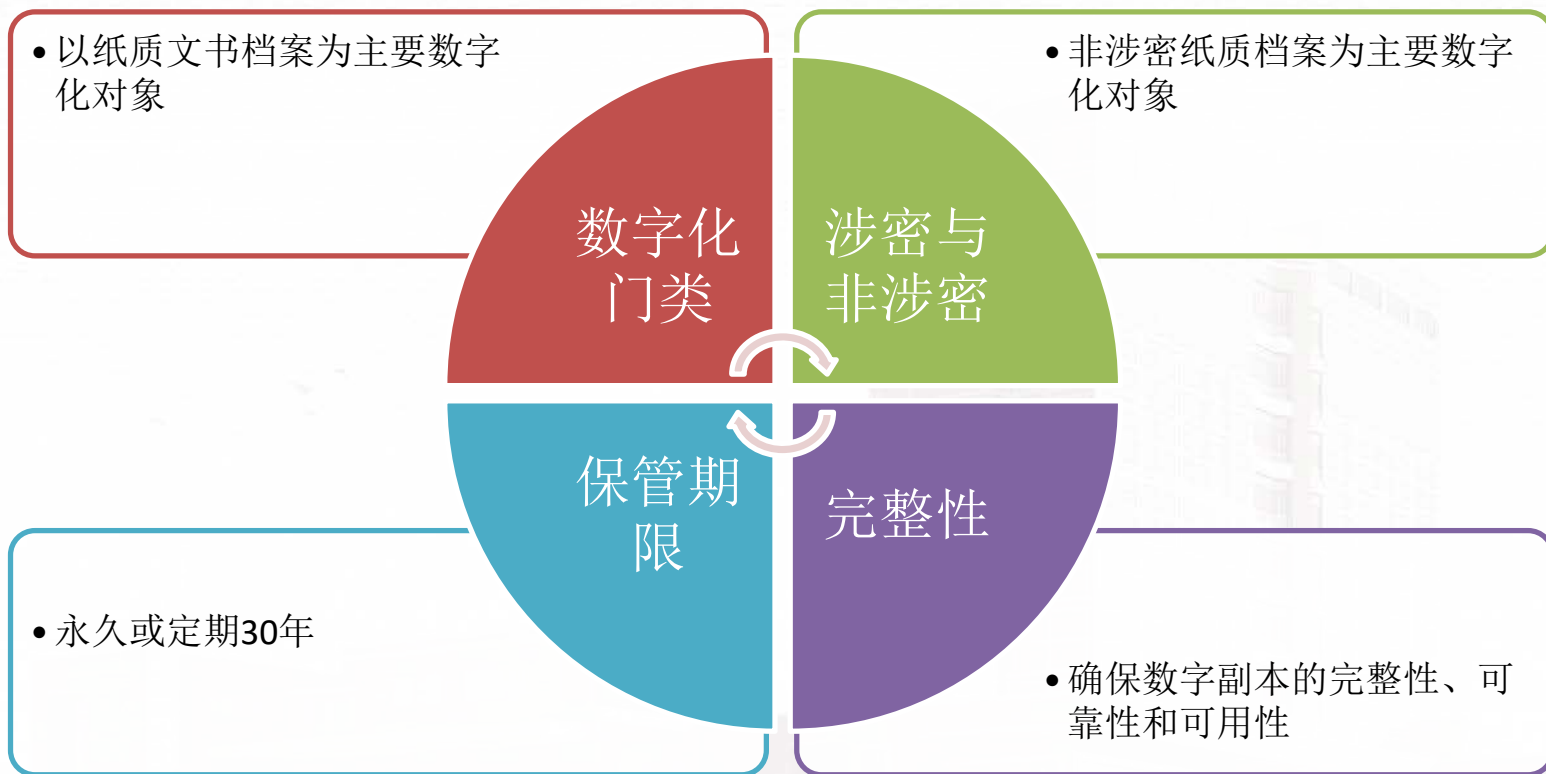 • 以纸质文书档案为主要数字
化对象
• 非涉密纸质档案为主要数字
化对象
数字化
门类
涉密与
非涉密
保管期
限
完整性
• 永久或定期30年
• 确保数字副本的完整性、可
靠性和可用性